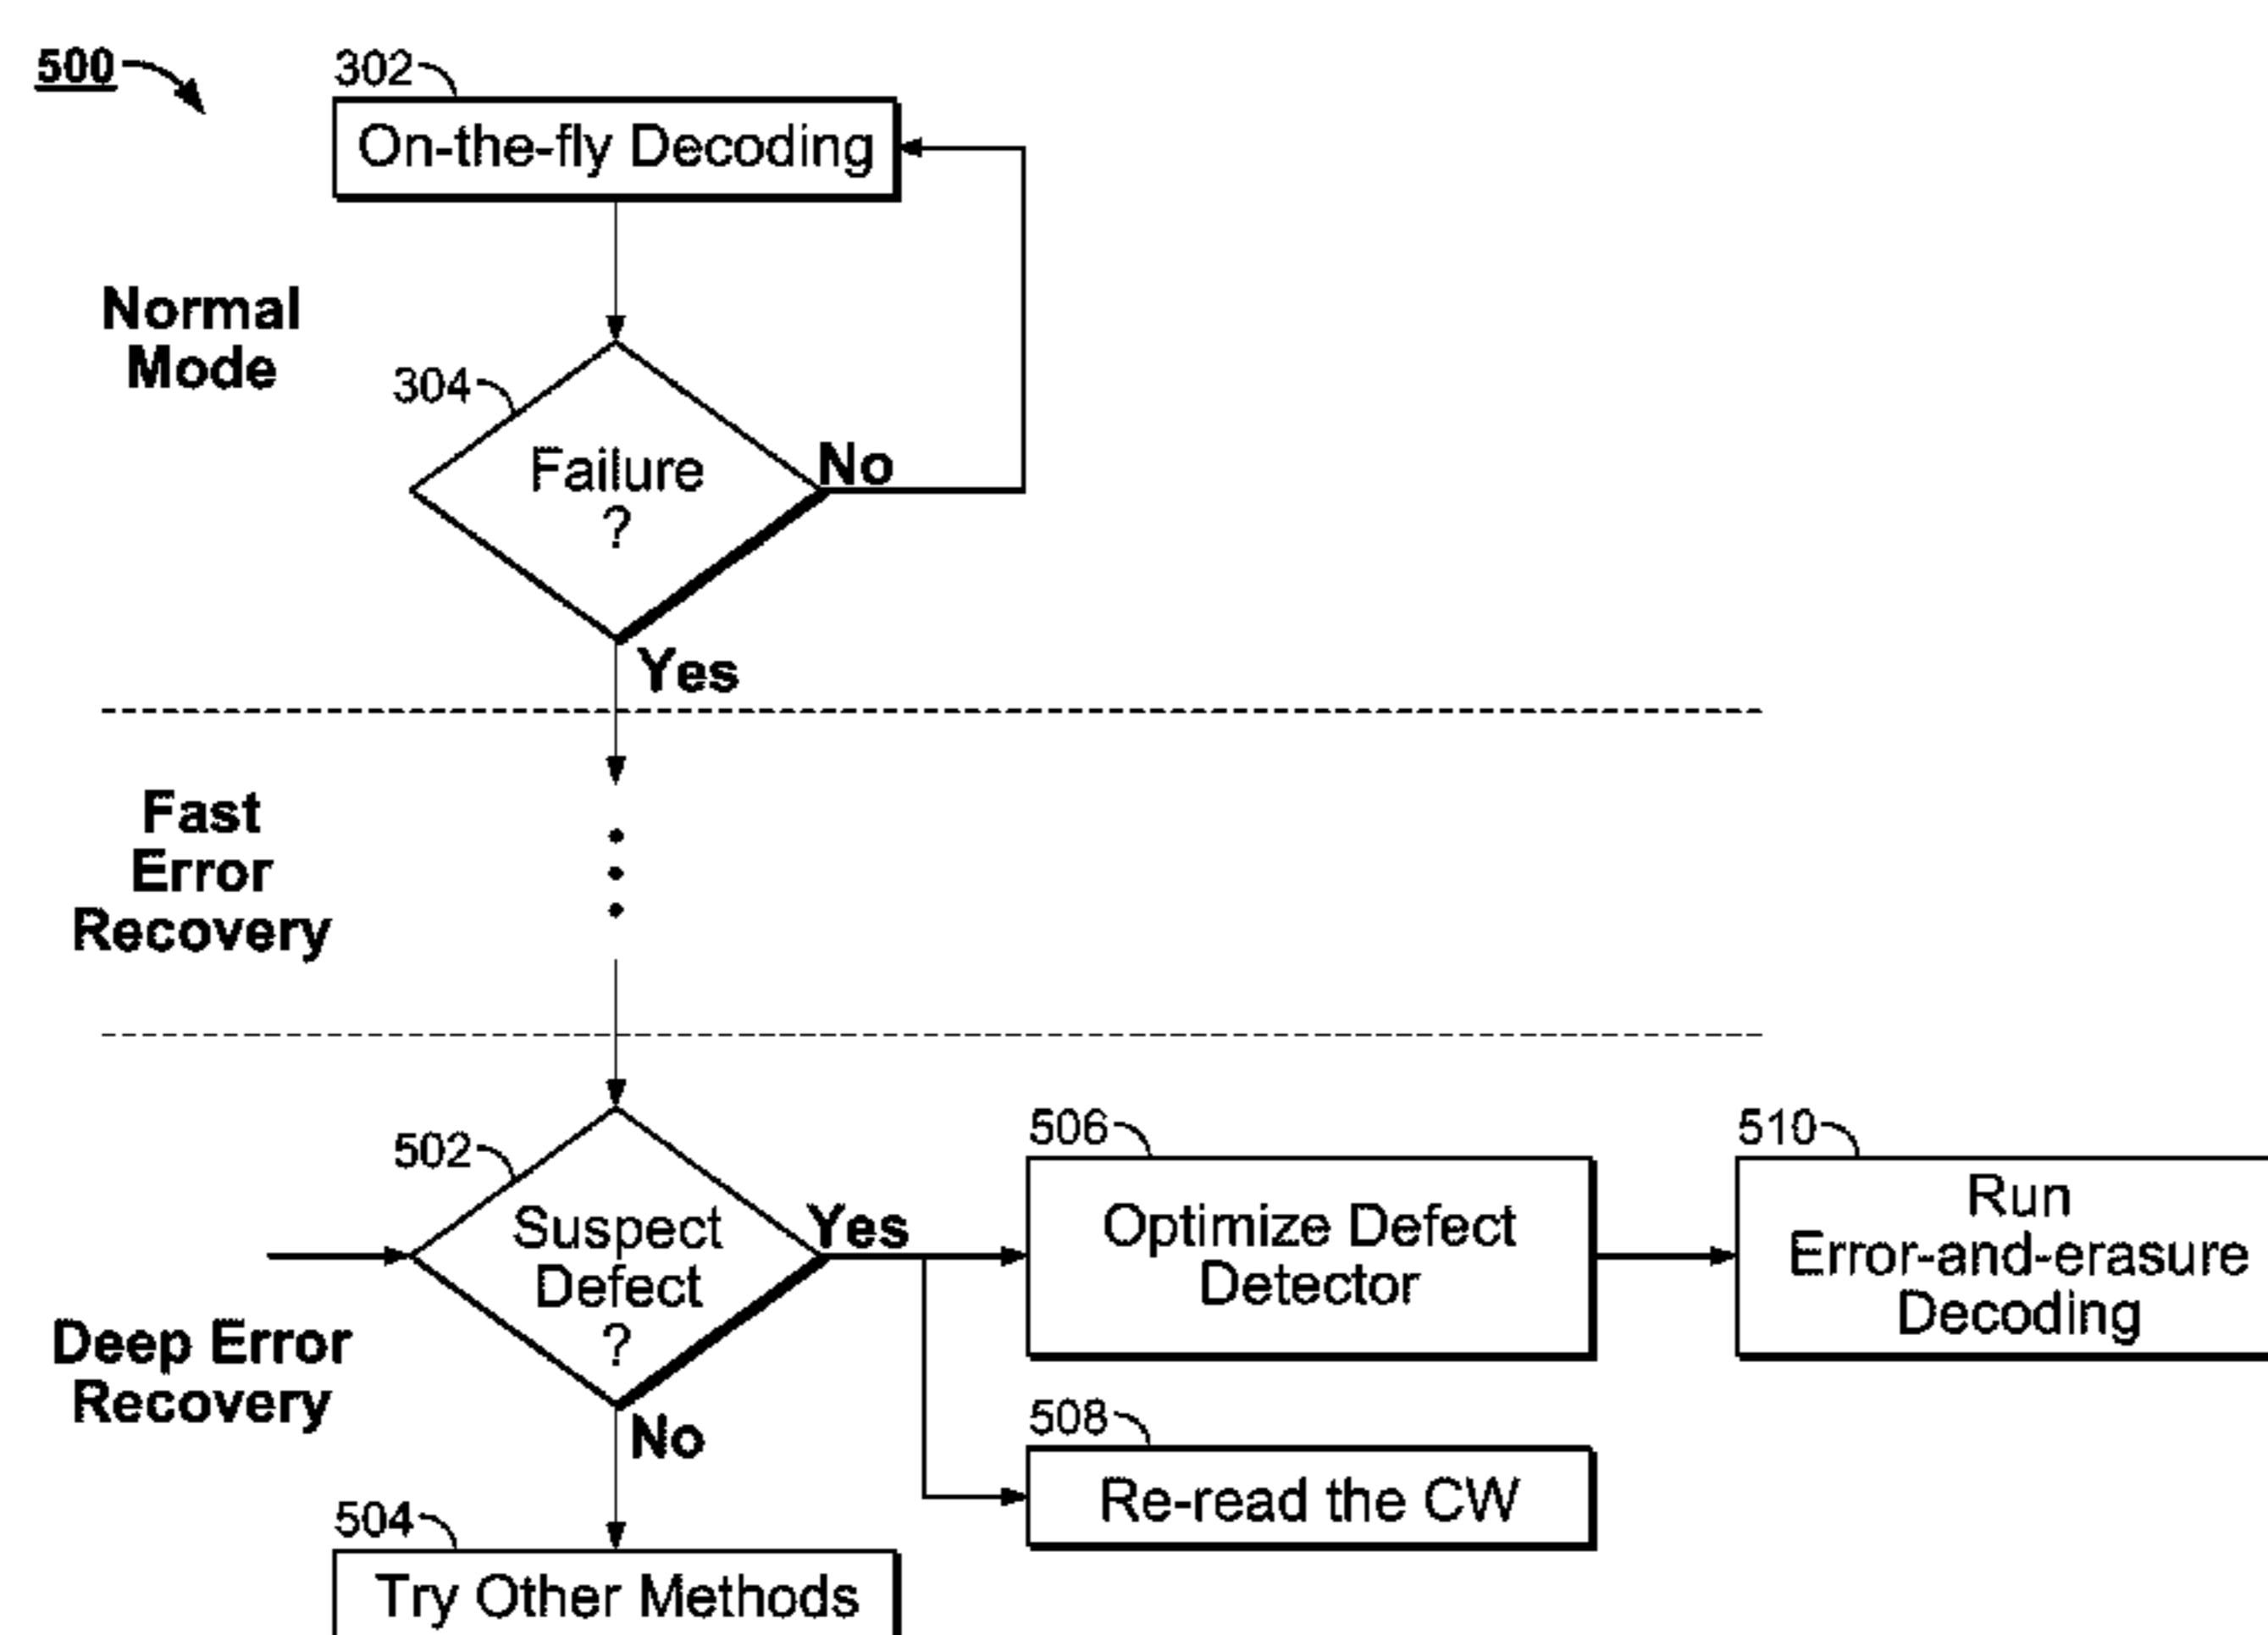 500
302
On-the-fly Decoding
Normal
Mode
304
Failure
?
No
Yes
Fast
Error
Recovery
502
Suspect
Defect
?
Yes
No
506
Optimize Defect
Detector
510
Run
Error-and-erasure
Decoding
Deep Error
Recovery
508
Re-read the CW
504
Try Other Methods